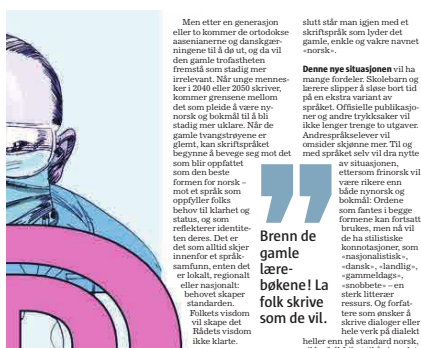 Men etter en generasjon
eller to kommer de ortodokse
aasenianerne og danskgær-
ningene til å dø ut, og da vil
den gamle trofastheten
fremstå som stadig mer
irrelevant. Når unge mennes-
ker i 2040 eller 2050 skriver,
kommer grensene mellom
det som pleide å være ny-
norsk og bokmål til å bli
stadig mer uklare. Når de
gamle tvangstrøyene er
glemt, kan skriftspråket
begynne å bevege seg mot det
som blir oppfattet
som den beste
formen for norsk –
mot et språk som
oppfyller folks
behov til klarhet og
status, og som
reflekterer identite-
ten deres. Det er
det som alltid skjer
innenfor et språk-
samfunn, enten det
er lokalt, regionalt
eller nasjonalt:
behovet skaper
standarden.
Folkets visdom
vil skape det
Rådets visdom
ikke klarte.
”
Brenn de
gamle
lære-
bøkene! La
folk skrive
som de vil.
slutt står man igjen med et
skriftspråk som lyder det
gamle, enkle og vakre navnet
«norsk».
Denne nye situasjonen vil ha
mange fordeler. Skolebarn og
lærere slipper å sløse bort tid
på en ekstra variant av
språket. Offisielle publikasjo-
ner og andre trykksaker vil
ikke lenger trenge to utgaver.
Andrespråkselever vil
omsider skjønne mer. Til og
med språket selv vil dra nytte
av situasjonen,
ettersom frinorsk vil
være rikere enn
både nynorsk og
bokmål: Ordene
som fantes i begge
formene kan fortsatt
brukes, men nå vil
de ha stilistiske
konnotasjoner, som
«nasjonalistisk»,
«dansk», «landlig»,
«gammeldags»,
«snobbete» – en
sterk litterær
ressurs. Og forfat-
tere som ønsker å
skrive dialoger eller
hele verk på dialekt
heller enn på standard norsk,